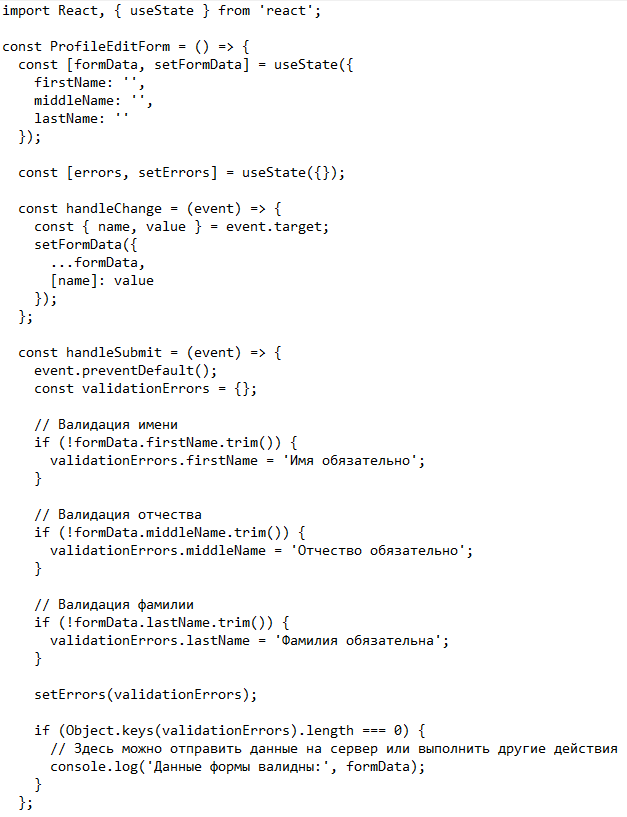 import React, { useState } from 'react';

const ProfileEditForm = () => {
  const [formData, setFormData] = useState({
    firstName: '',
    middleName: '',
    lastName: ''
  });

  const [errors, setErrors] = useState({});

  const handleChange = (event) => {
    const { name, value } = event.target;
    setFormData({
      ...formData,
      [name]: value
    });
  };

  const handleSubmit = (event) => {
    event.preventDefault();
    const validationErrors = {};

    // Валидация имени
    if (!formData.firstName.trim()) {
      validationErrors.firstName = 'Имя обязательно';
    }

    // Валидация отчества
    if (!formData.middleName.trim()) {
      validationErrors.middleName = 'Отчество обязательно';
    }

    // Валидация фамилии
    if (!formData.lastName.trim()) {
      validationErrors.lastName = 'Фамилия обязательна';
    }

    setErrors(validationErrors);

    if (Object.keys(validationErrors).length === 0) {
      // Здесь можно отправить данные на сервер или выполнить другие действия
      console.log('Данные формы валидны:', formData);
    }
  };